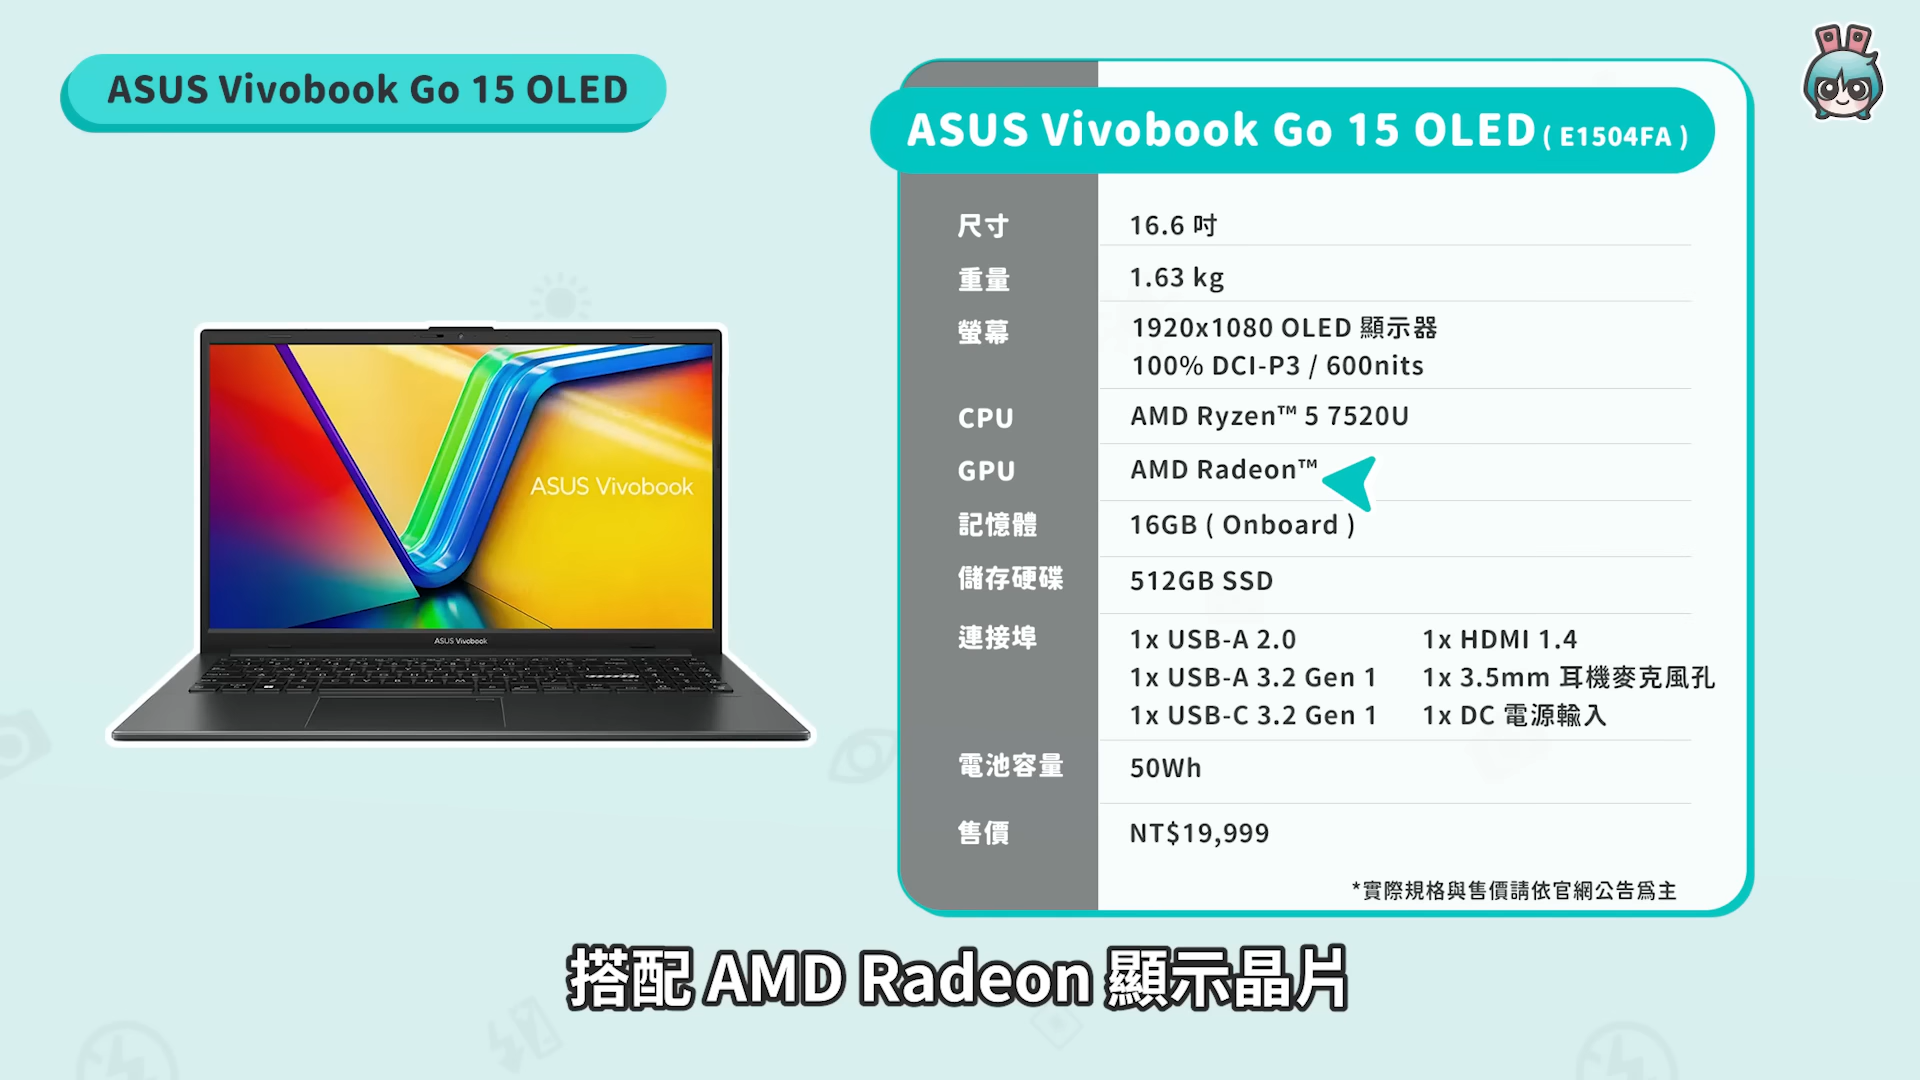 ASUS Vivobook Go 15 OLED
ASUS Vivobook Go 15 OLED ( E1504FA )
尺寸 16.6 吋
重量 1.63 kg
螢幕 1920x1080 OLED 顯示器
100% DCI-P3 / 600nits
CPU AMD Ryzen™ 5 7520U
GPU AMD Radeon™
記憶體 16GB ( Onboard )
儲存硬碟 512GB SSD
連接埠 1x USB-A 2.0 1x HDMI 1.4
1x USB-A 3.2 Gen 1 1x 3.5mm 耳機麥克風孔
1x USB-C 3.2 Gen 1 1x DC 電源輸入
電池容量 50Wh
售價 NT$19,999
*實際規格與售價請依官網公告為主
ASUS Vivobook
ASUS Vivobook
搭配 AMD Radeon 顯示晶片